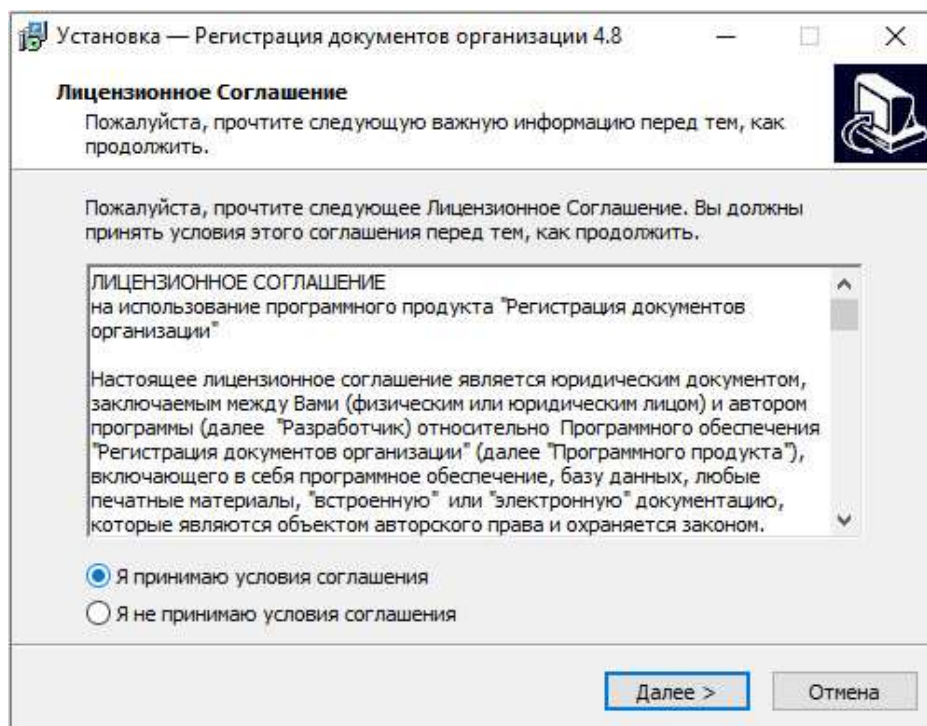 Установка — Регистрация документов организации 4.8
Лицензионное Соглашение
Пожалуйста, прочтите следующую важную информацию перед тем, как
продолжить.
Пожалуйста, прочтите следующее Лицензионное Соглашение. Вы должны
принять условия этого соглашения перед тем, как продолжить.
ЛИЦЕНЗИОННОЕ СОГЛАШЕНИЕ
на использование программного продукта "Регистрация документов
организации"
Настоящее лицензионное соглашение является юридическим документом,
заключаемым между Вами (физическим или юридическим лицом) и автором
программы (далее "Разработчик) относительно Программного обеспечения
"Регистрация документов организации" (далее "Программного продукта"),
включающего в себя программное обеспечение, базу данных, любые
печатные материалы, "встроенную" или "электронную" документацию,
которые являются объектом авторского права и охраняется законом.
Я принимаю условия соглашения
Я не принимаю условия соглашения
Далее >
Отмена